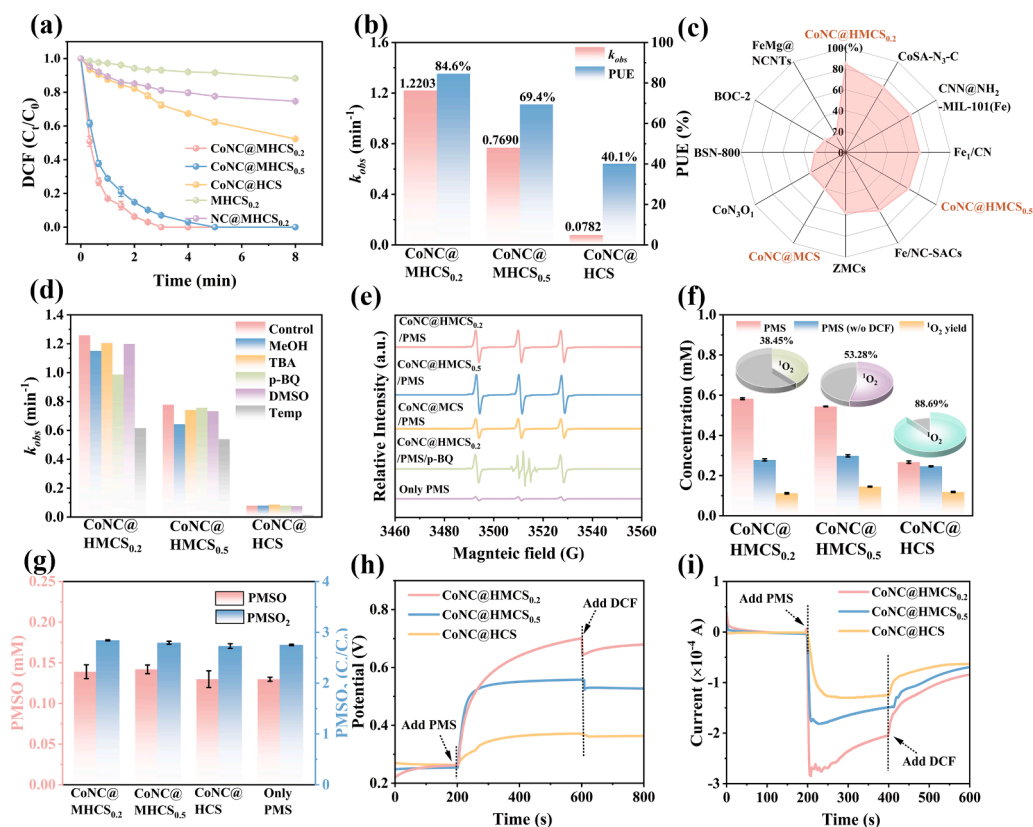 (a)
DCF (Cₜ/C₀)
1.0
0.8
0.6
0.4
0.2
0.0
CoNC@MHCS₀.₂
CoNC@MHCS₀.₅
CoNC@HCS
MHCS₀.₂
NC@MHCS₀.₂
0
2
4
6
8
Time (min)
(b)
kobs (min⁻¹)
1.6
1.2
0.8
0.4
0.0
kobs
PUE
1.2203
84.6%
0.7690
69.4%
0.0782
40.1%
100
80
60
40
20
0
PUE (%)
CoNC@
MHCS₀.₂
CoNC@
MHCS₀.₅
CoNC@
HCS
(c)
CoNC@HMCS₀.₂
100(%)
80
60
40
20
0
FeMg@
NCNTs
CoSA-N₃-C
BOC-2
CNN@NH₂
-MIL-101(Fe)
BSN-800
Fe₁/CN
CoN₃O₁
CoNC@HMCS₀.₅
CoNC@MCS
Fe/NC-SACs
ZMCs
(d)
kobs (min⁻¹)
1.4
1.2
1.0
0.8
0.6
0.4
0.2
0.0
Control
MeOH
TBA
p-BQ
DMSO
Temp
CoNC@
HMCS₀.₂
CoNC@
HMCS₀.₅
CoNC@
HCS
(e)
Relative Intensity (a.u.)
CoNC@HMCS₀.₂
/PMS
CoNC@HMCS₀.₅
/PMS
CoNC@MCS
/PMS
CoNC@HMCS₀.₂
/PMS/p-BQ
Only PMS
3460
3480
3500
3520
3540
3560
Magnteic field (G)
(f)
Concentration (mM)
1.0
0.8
0.6
0.4
0.2
0.0
PMS
PMS (w/o DCF)
¹O₂ yield
38.45%
¹O₂
53.28%
¹O₂
88.69%
¹O₂
CoNC@
HMCS₀.₂
CoNC@
HMCS₀.₅
CoNC@
HCS
(g)
PMSO (mM)
0.25
0.20
0.15
0.10
0.05
0.00
PMSO
PMSO₂
4
3
2
1
0
PMSO₂ (Cₜ/C₀)
CoNC@
MHCS₀.₂
CoNC@
MHCS₀.₅
CoNC@
HCS
Only
PMS
(h)
Potential (V)
0.8
0.6
0.4
0.2
CoNC@HMCS₀.₂
CoNC@HMCS₀.₅
CoNC@HCS
Add DCF
Add PMS
0
200
400
600
800
Time (s)
(i)
Current (×10⁻⁴ A)
1
0
-1
-2
-3
CoNC@HMCS₀.₂
CoNC@HMCS₀.₅
CoNC@HCS
Add PMS
Add DCF
0
100
200
300
400
500
600
Time (s)